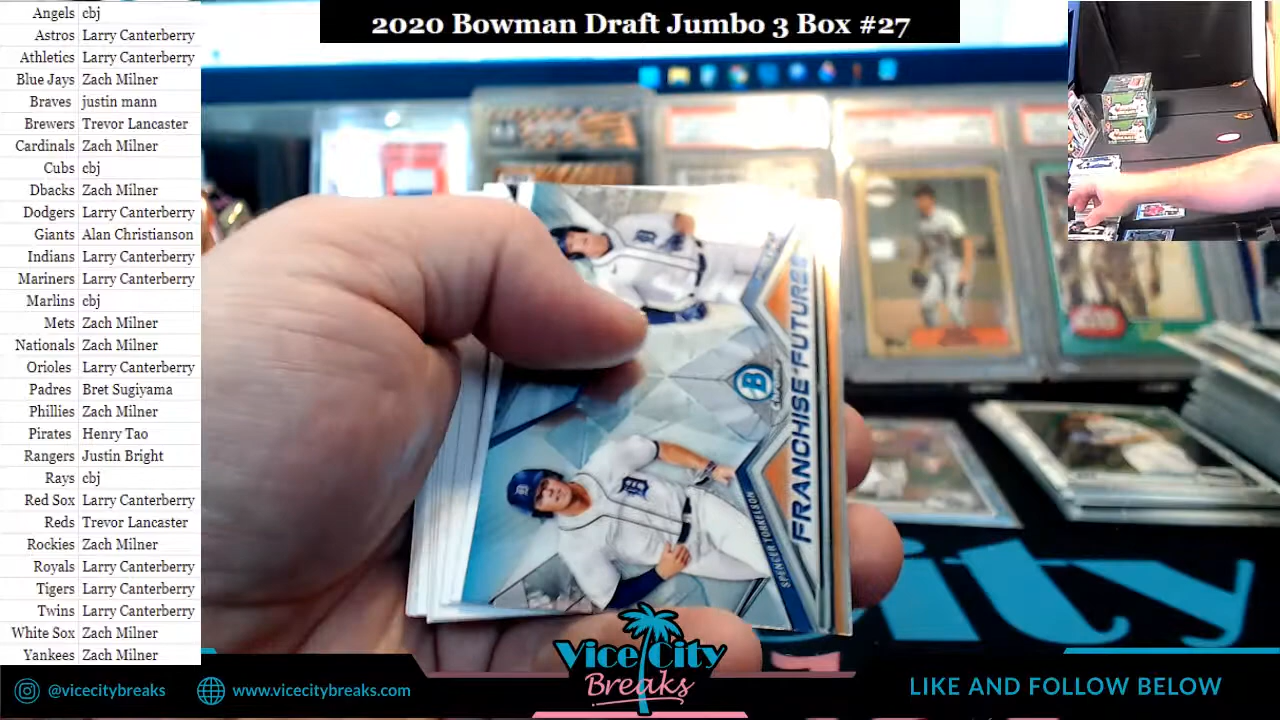 2020 Bowman Draft Jumbo 3 Box #27
Angels cbj
Astros Larry Canterberry
Athletics Larry Canterberry
Blue Jays Zach Milner
Braves justin mann
Brewers Trevor Lancaster
Cardinals Zach Milner
Cubs cbj
Dbacks Zach Milner
Dodgers Larry Canterberry
Giants Alan Christianson
Indians Larry Canterberry
Mariners Larry Canterberry
Marlins cbj
Mets Zach Milner
Nationals Zach Milner
Orioles Larry Canterberry
Padres Bret Sugiyama
Phillies Zach Milner
Pirates Henry Tao
Rangers Justin Bright
Rays cbj
Red Sox Larry Canterberry
Reds Trevor Lancaster
Rockies Zach Milner
Royals Larry Canterberry
Tigers Larry Canterberry
Twins Larry Canterberry
White Sox Zach Milner
Yankees Zach Milner
FRANCHISE FUTURES
SPENCER TORKELSON
B
Vice City
Breaks
@vicecitybreaks
www.vicecitybreaks.com
LIKE AND FOLLOW BELOW